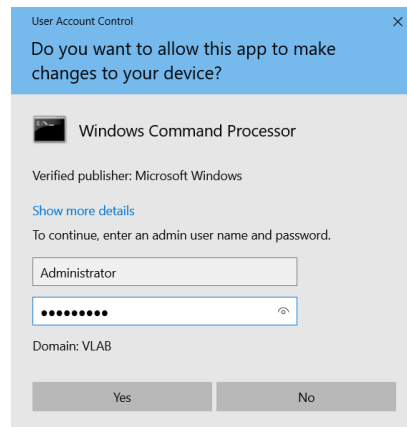 User Account Control
Do you want to allow this app to make
changes to your device?
Windows Command Processor
Verified publisher: Microsoft Windows
Show more details
To continue, enter an admin user name and password.
Administrator
●●●●●●●●●
Domain: VLAB
Yes
No